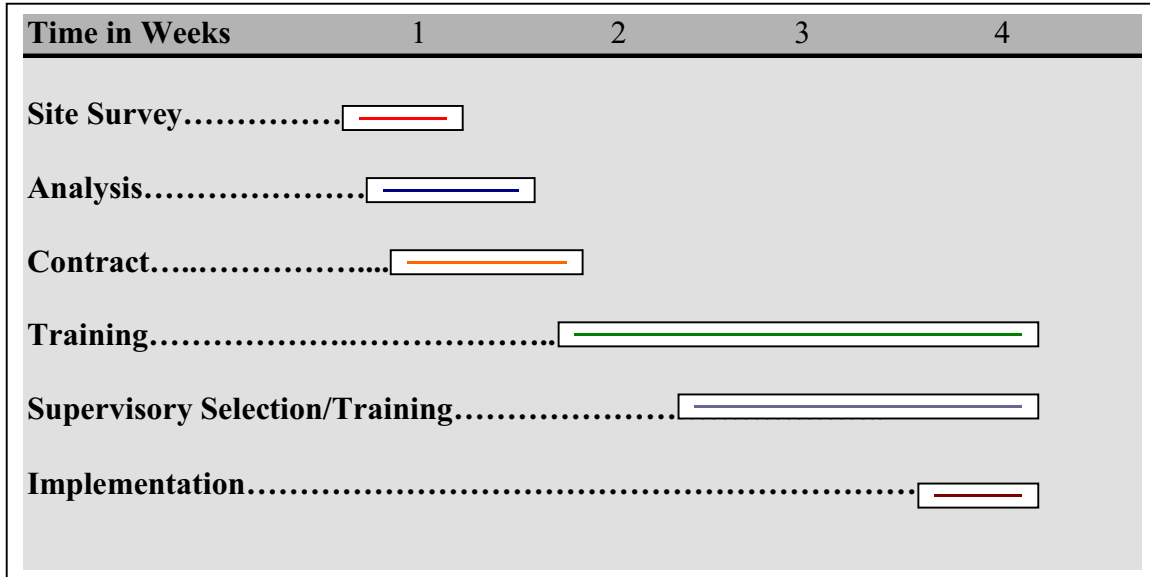 Time in Weeks 1 2 3 4
Site Survey……………
Analysis…………………
Contract…..……………....
Training………………..………………..
Supervisory Selection/Training…………………
Implementation……………………………………………………………